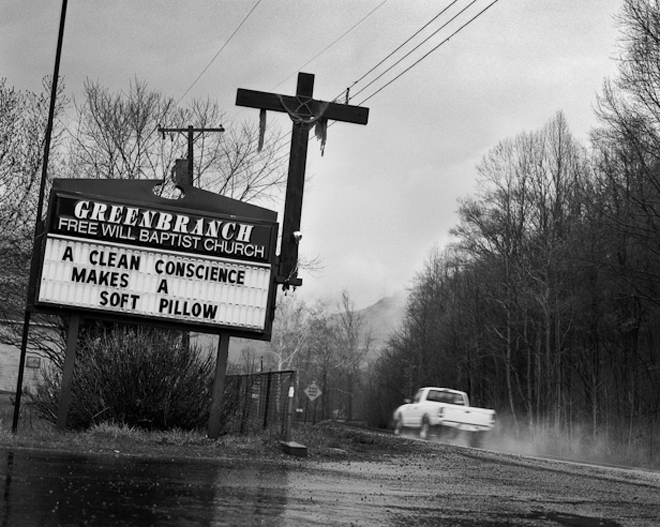 GREENBRANCH
FREE WILL BAPTIST CHURCH
A CLEAN CONSCIENCE
MAKES A
SOFT PILLOW